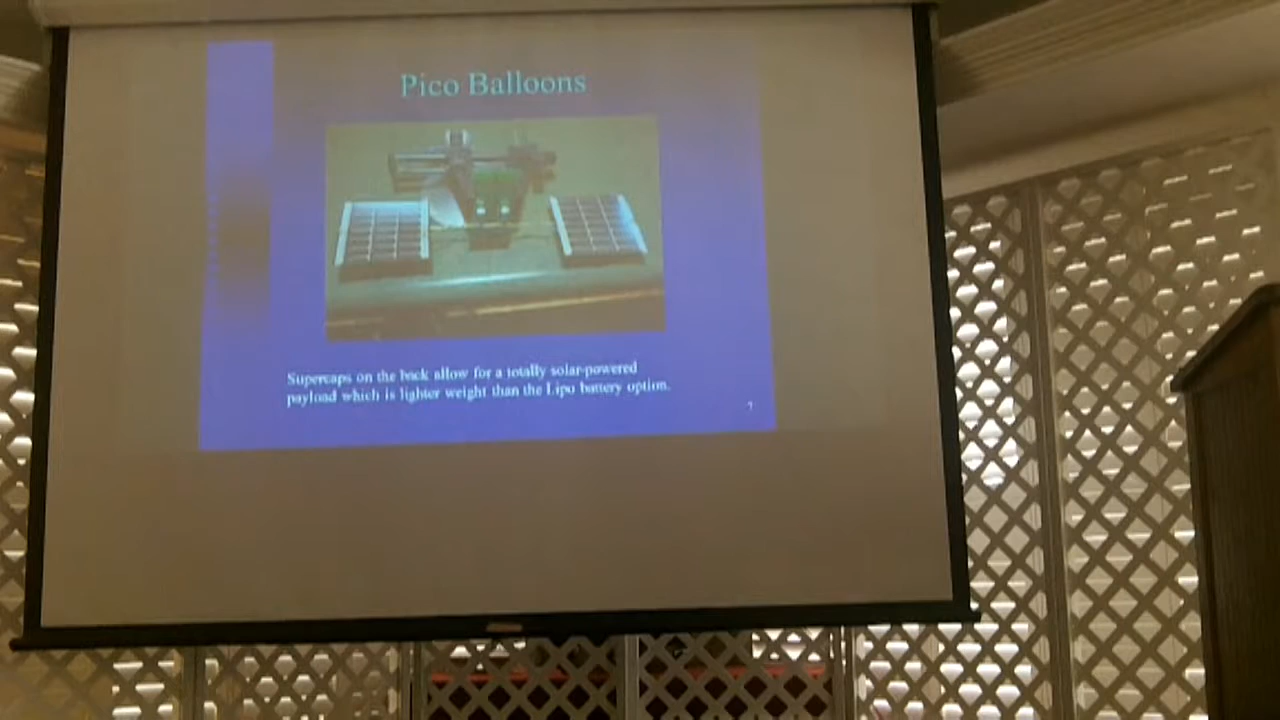 Pico Balloons
Supercaps on the back allow for a totally solar-powered
payload which is lighter weight than the Lipo battery option.
7